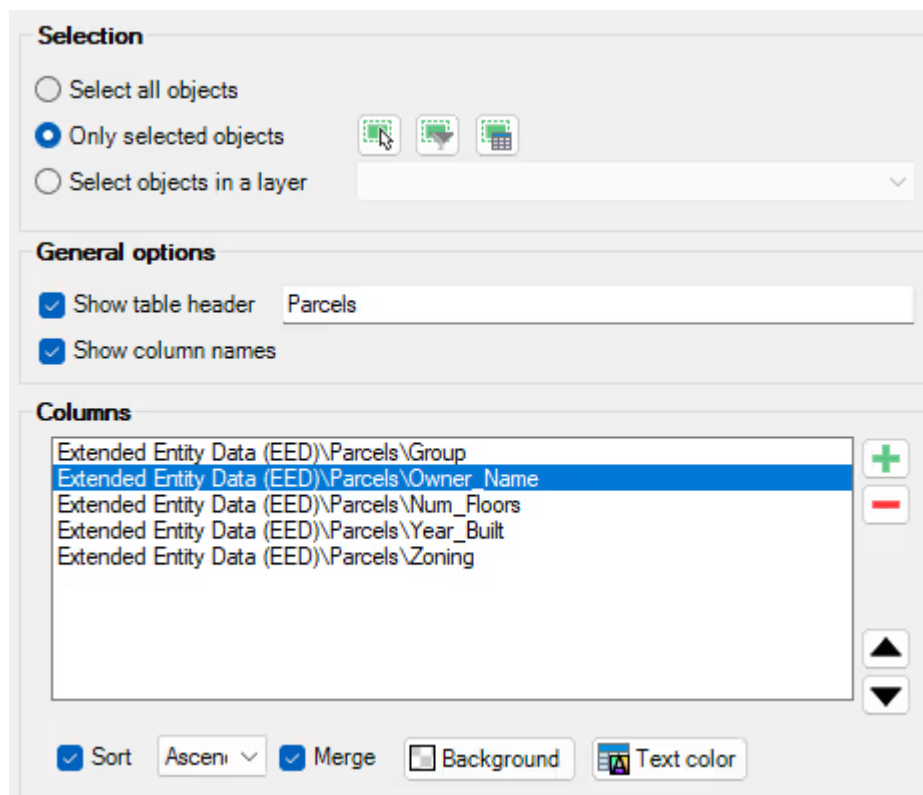 Selection
Select all objects
Only selected objects
Select objects in a layer
General options
Show table header Parcels
Show column names
Columns
Extended Entity Data (EED)\Parcels\Group
Extended Entity Data (EED)\Parcels\Owner_Name
Extended Entity Data (EED)\Parcels\Num_Floors
Extended Entity Data (EED)\Parcels\Year_Built
Extended Entity Data (EED)\Parcels\Zoning
Sort Ascen Merge Background Text color